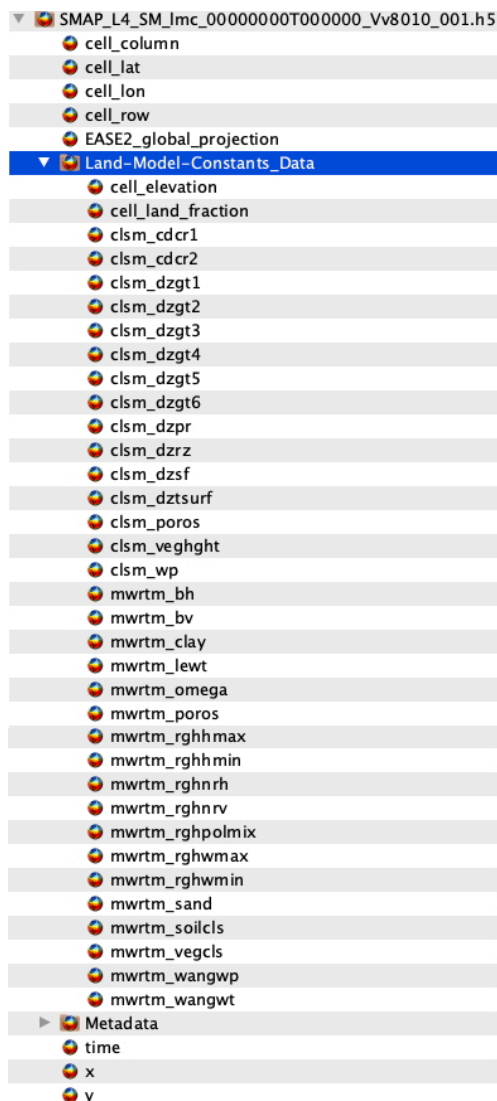 SMAP_L4_SM_lmc_00000000T000000_Vv8010_001.h5
cell_column
cell_lat
cell_lon
cell_row
EASE2_global_projection
Land-Model-Constants_Data
cell_elevation
cell_land_fraction
clsm_cdcr1
clsm_cdcr2
clsm_dzgt1
clsm_dzgt2
clsm_dzgt3
clsm_dzgt4
clsm_dzgt5
clsm_dzgt6
clsm_dzpr
clsm_dzrz
clsm_dzsf
clsm_dztsurf
clsm_poros
clsm_veghght
clsm_wp
mwrtm_bh
mwrtm_bv
mwrtm_clay
mwrtm_lewt
mwrtm_omega
mwrtm_poros
mwrtm_rghhmax
mwrtm_rghhmin
mwrtm_rghnrh
mwrtm_rghnrv
mwrtm_rghpolmix
mwrtm_rghwmax
mwrtm_rghwmin
mwrtm_sand
mwrtm_soilcls
mwrtm_vegcls
mwrtm_wangwp
mwrtm_wangwt
Metadata
time
x
y